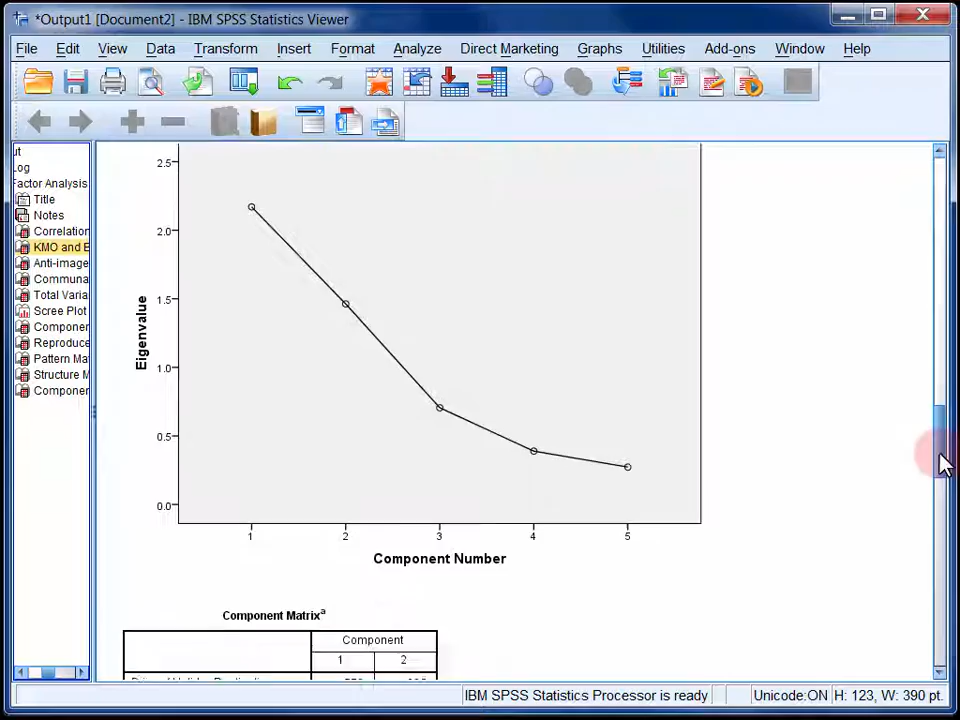 *Output1 [Document2] - IBM SPSS Statistics Viewer
File Edit View Data Transform Insert Format Analyze Direct Marketing Graphs Utilities Add-ons Window Help
ut
Log
Factor Analysis
Title
Notes
Correlation
KMO and B
Anti-image
Communa
Total Varia
Scree Plot
Componen
Reproduce
Pattern Mat
Structure M
Componen
2.5
2.0
1.5
1.0
0.5
0.0
Eigenvalue
1 2 3 4 5
Component Number
Component Matrixa
Component
1 2
IBM SPSS Statistics Processor is ready
Unicode:ON H: 123, W: 390 pt.